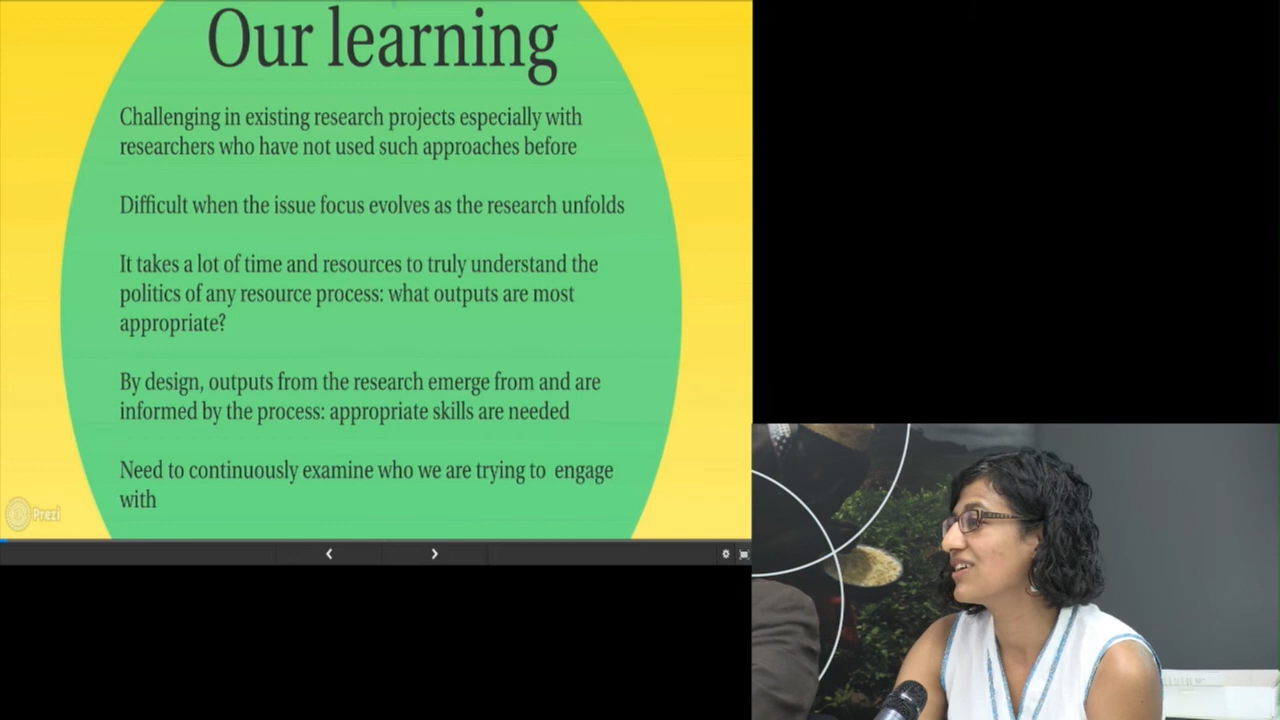 Our learning
Challenging in existing research projects especially with
researchers who have not used such approaches before
Difficult when the issue focus evolves as the research unfolds
It takes a lot of time and resources to truly understand the
politics of any resource process: what outputs are most
appropriate?
By design, outputs from the research emerge from and are
informed by the process: appropriate skills are needed
Need to continuously examine who we are trying to  engage
with
Prezi